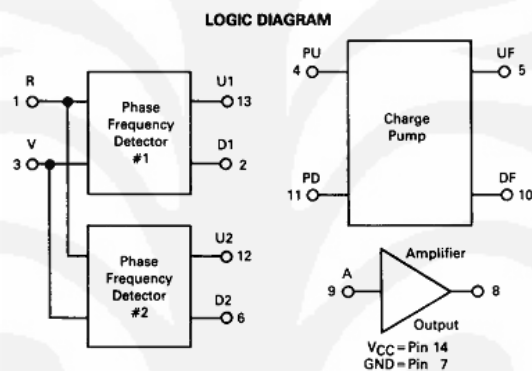 LOGIC DIAGRAM
R
1
V
3
Phase
Frequency
Detector
#1
U1
13
D1
2
Phase
Frequency
Detector
#2
U2
12
D2
6
PU
4
PD
11
Charge
Pump
UF
5
DF
10
Amplifier
A
9
8
Output
VCC = Pin 14
GND = Pin 7